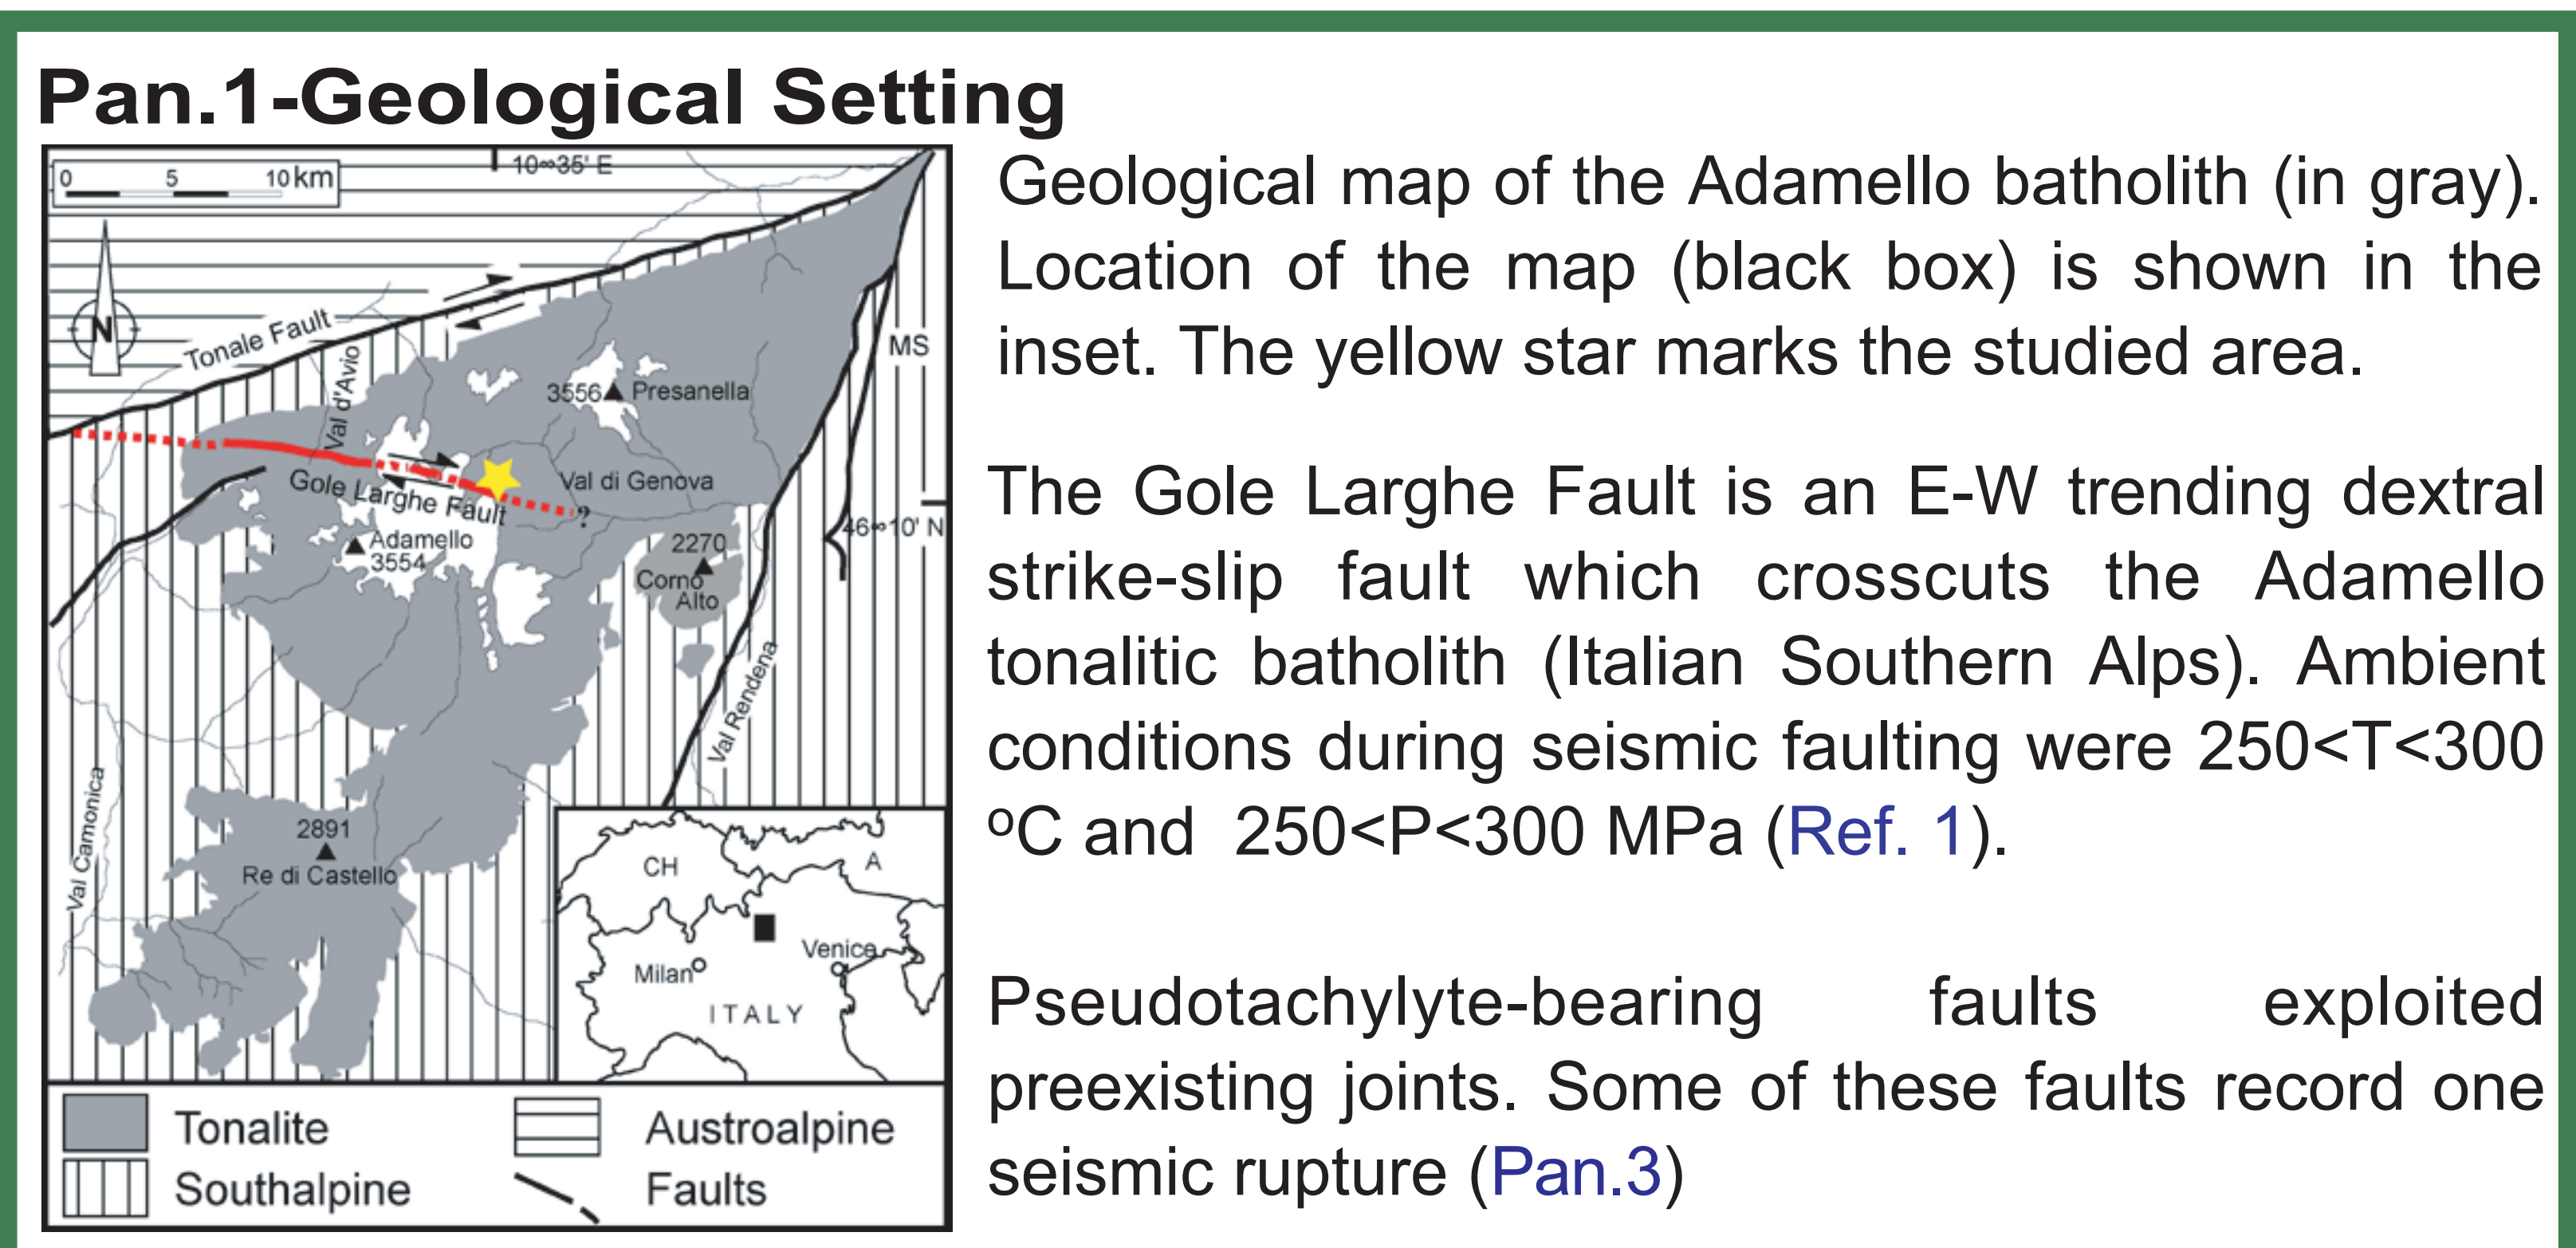 Pan.1-Geological Setting
0 5 10 km
10∞35' E
N
Tonale Fault
Val d'Avio
MS
3556 Presanella
Gole Larghe Fault
Val di Genova
?
46∞10' N
Adamello
3554
2270
Corno
Alto
Val Rendena
Val Camonica
2891
Re di Castello
CH
A
Milan
Venice
ITALY
Tonalite
Austroalpine
Southalpine
Faults
Geological map of the Adamello batholith (in gray).
Location of the map (black box) is shown in the
inset. The yellow star marks the studied area.
The Gole Larghe Fault is an E-W trending dextral
strike-slip fault which crosscuts the Adamello
tonalitic batholith (Italian Southern Alps). Ambient
conditions during seismic faulting were 250<T<300
ºC and 250<P<300 MPa (Ref. 1).
Pseudotachylyte-bearing faults exploited
preexisting joints. Some of these faults record one
seismic rupture (Pan.3)